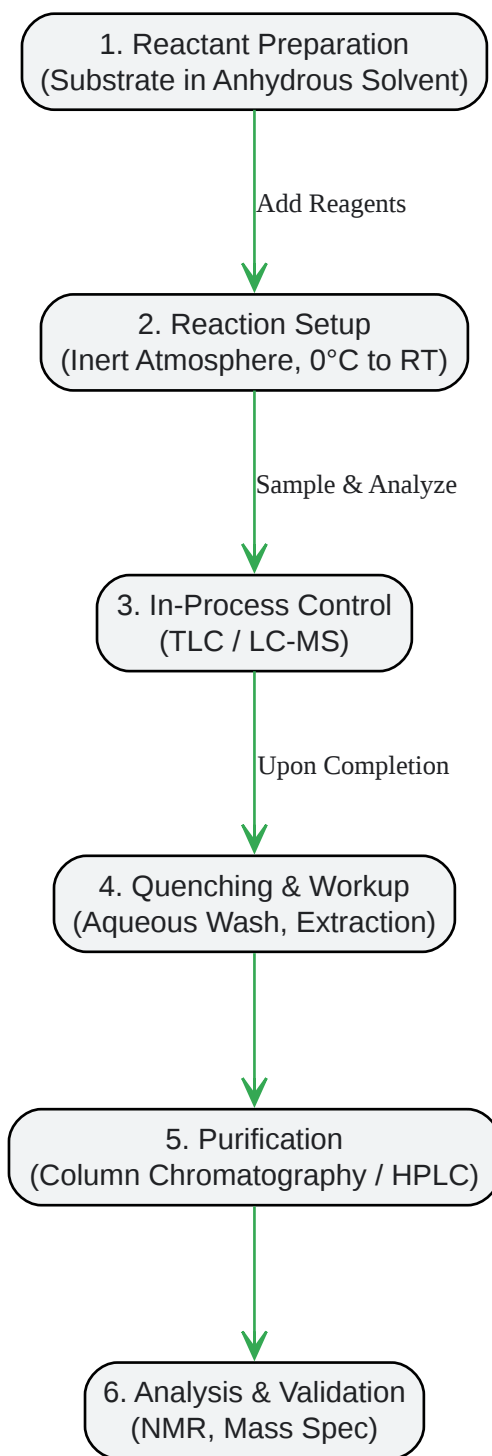 1. Reactant Preparation
(Substrate in Anhydrous Solvent)
Add Reagents
2. Reaction Setup
(Inert Atmosphere, 0°C to RT)
Sample & Analyze
3. In-Process Control
(TLC / LC-MS)
Upon Completion
4. Quenching & Workup
(Aqueous Wash, Extraction)
5. Purification
(Column Chromatography / HPLC)
6. Analysis & Validation
(NMR, Mass Spec)